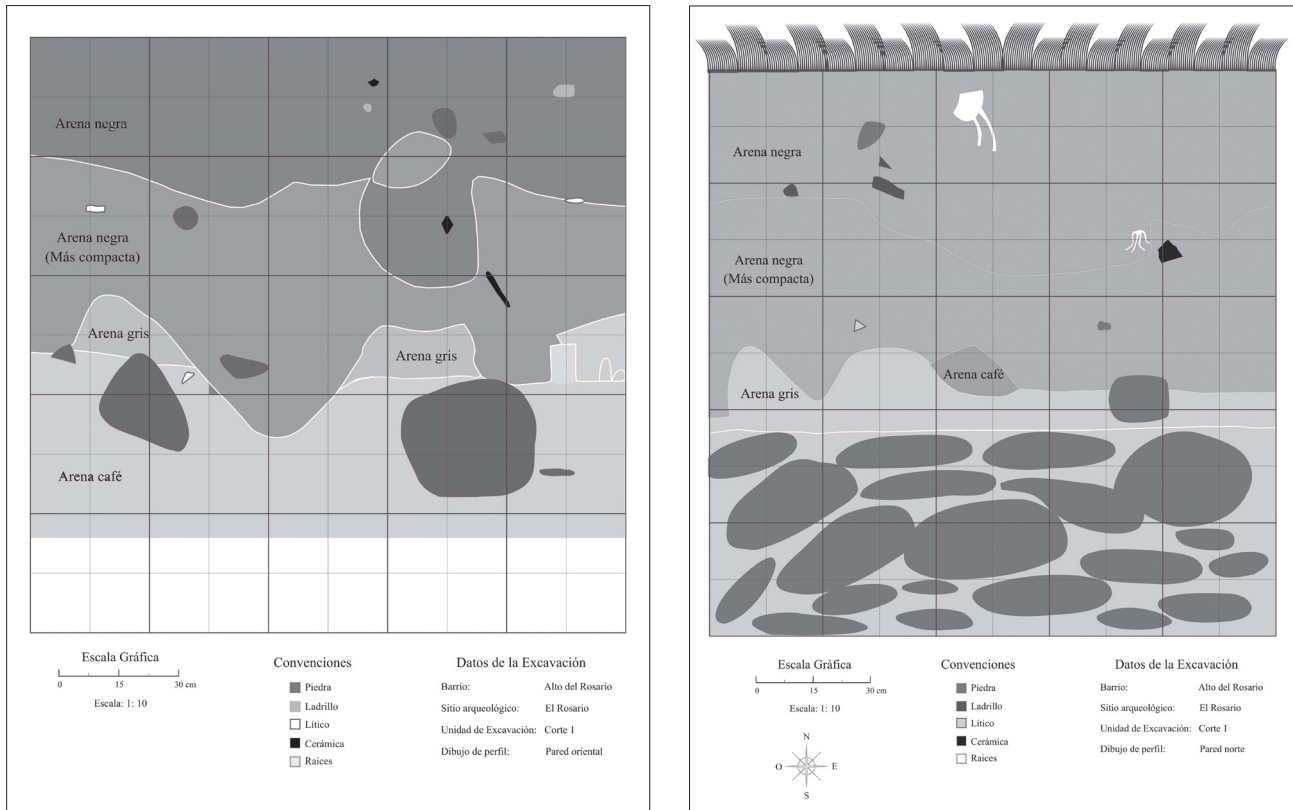 Arena negra
Arena negra
(Más compacta)
Arena gris
Arena gris
Arena café
Escala Gráfica
0 15 30 cm
Escala: 1: 10
Convenciones
Piedra
Ladrillo
Lítico
Cerámica
Raices
Datos de la Excavación
Barrio: Alto del Rosario
Sitio arqueológico: El Rosario
Unidad de Excavación: Corte 1
Dibujo de perfil: Pared oriental
Arena negra
Arena negra
(Más compacta)
Arena café
Arena gris
Escala Gráfica
0 15 30 cm
Escala: 1: 10
N
O E
S
Convenciones
Piedra
Ladrillo
Lítico
Cerámica
Raices
Datos de la Excavación
Barrio: Alto del Rosario
Sitio arqueológico: El Rosario
Unidad de Excavación: Corte 1
Dibujo de perfil: Pared norte